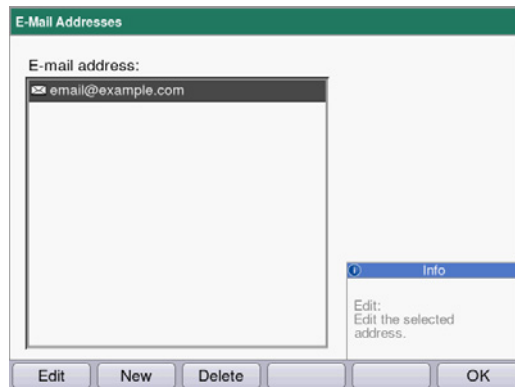 E-Mail Addresses
E-mail address:
email@example.com
Info
Edit:
Edit the selected
address.
Edit New Delete OK